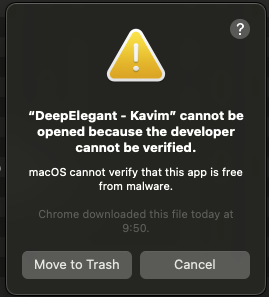 ?
“DeepElegant - Kavim” cannot be
opened because the developer
cannot be verified.
macOS cannot verify that this app is free
from malware.
Chrome downloaded this file today at
9:50.
Move to Trash
Cancel